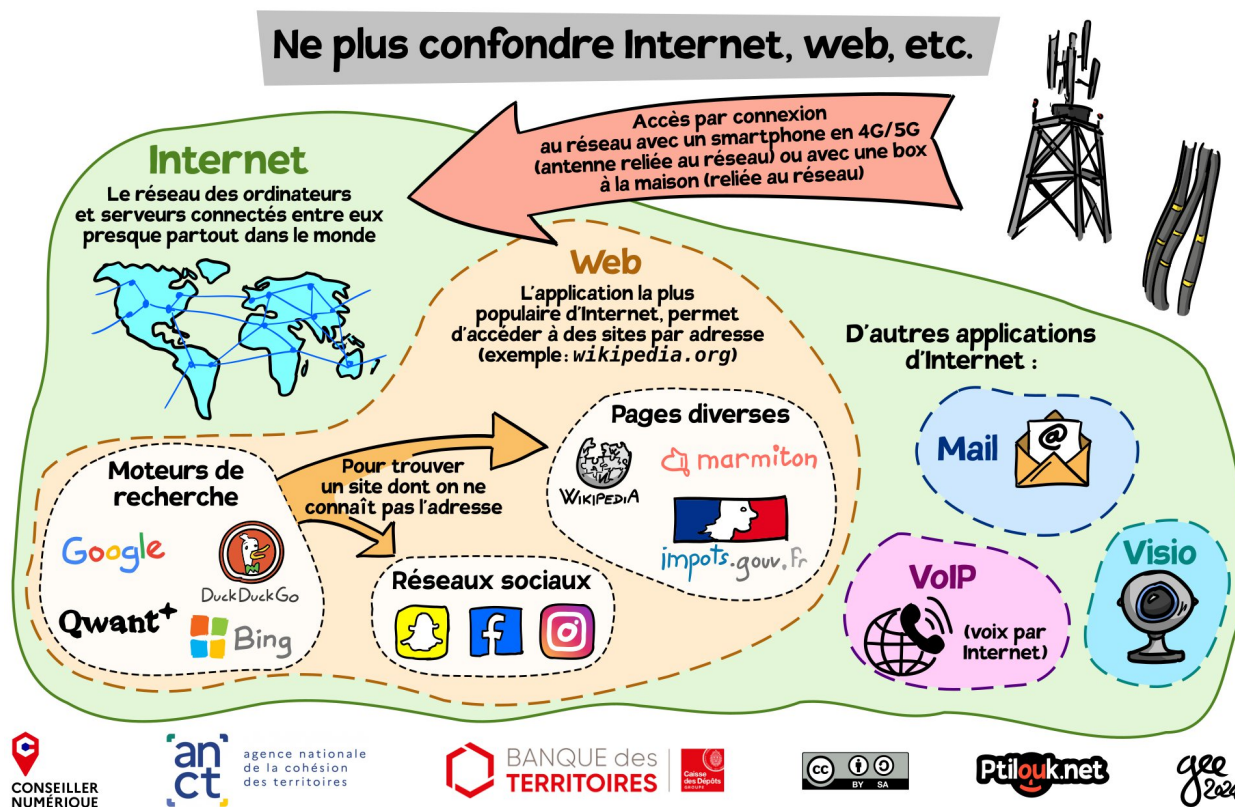 Ne plus confondre Internet, web, etc.
Accès par connexion
au réseau avec un smartphone en 4G/5G
(antenne reliée au réseau) ou avec une box
à la maison (reliée au réseau)
Internet
Le réseau des ordinateurs
et serveurs connectés entre eux
presque partout dans le monde
Web
L'application la plus
populaire d'Internet, permet
d'accéder à des sites par adresse
(exemple : wikipedia.org)
D'autres applications
d'Internet :
Moteurs de
recherche
Google
DuckDuckGo
Qwant+
Bing
Pour trouver
un site dont on ne
connaît pas l'adresse
Pages diverses
WIKIPEDIA
marmiton
impots.gouv.fr
Réseaux sociaux
Mail
@
VoIP
(voix par
Internet)
Visio
CONSEILLER
NUMÉRIQUE
anct
agence nationale
de la cohésion
des territoires
BANQUE des
TERRITOIRES
Caisse
des Dépôts
GROUPE
cc
BY SA
Ptilouk.net
gee
2024